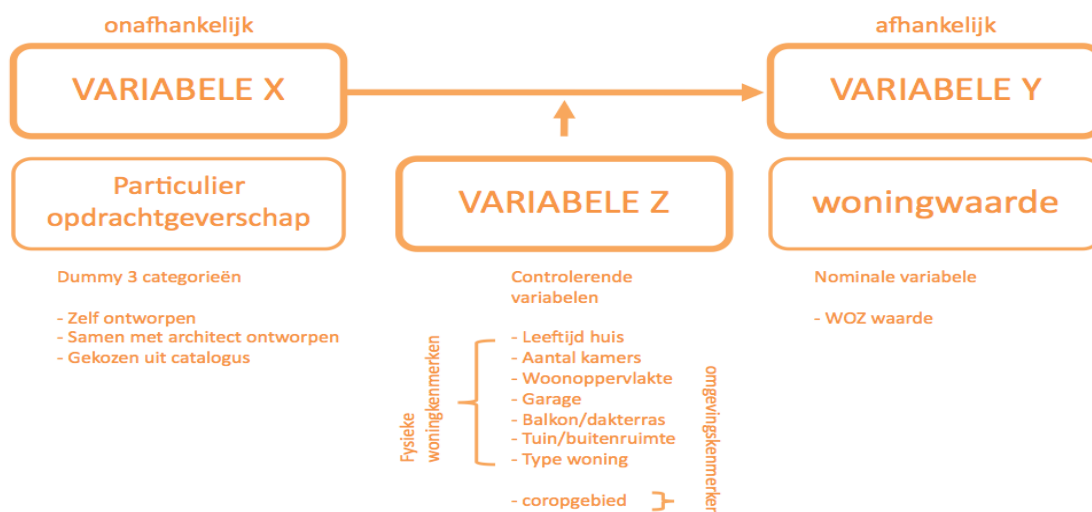 onafhankelijk
afhankelijk
VARIABELE X
VARIABELE Y
Particulier
opdrachtgeverschap
VARIABELE Z
woningwaarde
Dummy 3 categorieën
- Zelf ontworpen
- Samen met architect ontworpen
- Gekozen uit catalogus
Controlerende
variabelen
Fysieke
woningkenmerken
- Leeftijd huis
- Aantal kamers
- Woonoppervlakte
- Garage
- Balkon/dakterras
- Tuin/buitenruimte
- Type woning
- coropgebied
omgevingskenmerker
Nominale variabele
- WOZ waarde